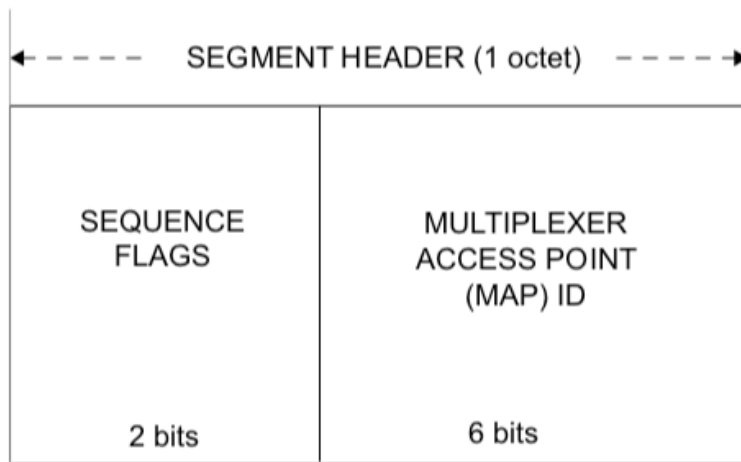 SEGMENT HEADER (1 octet)
SEQUENCE
FLAGS
MULTIPLEXER
ACCESS POINT
(MAP) ID
2 bits
6 bits